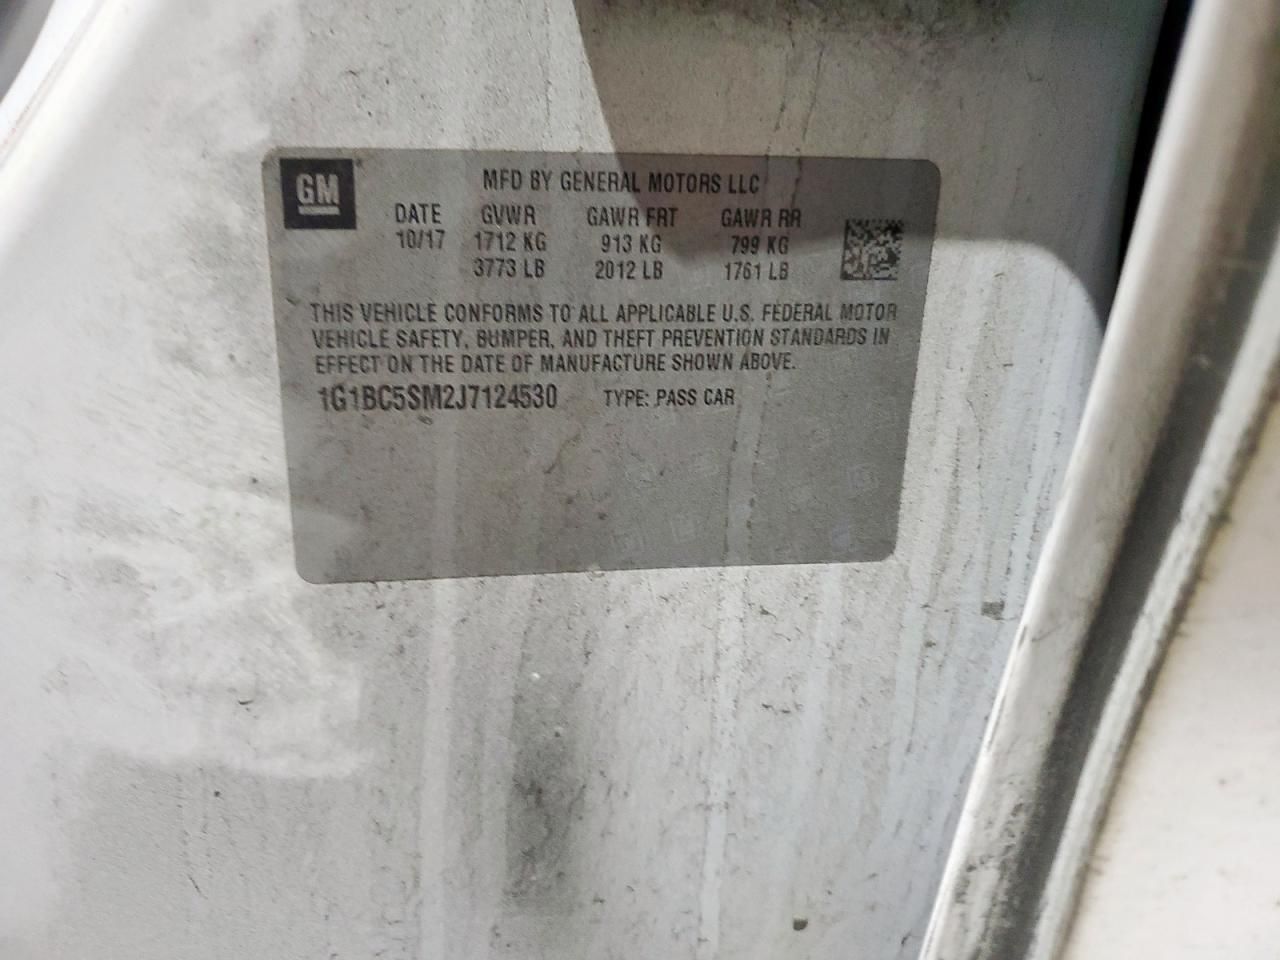 GM
MFD BY GENERAL MOTORS LLC
DATE GVWR GAWR FRT GAWR RR
10/17 1712 KG 913 KG 799 KG
3773 LB 2012 LB 1761 LB
THIS VEHICLE CONFORMS TO ALL APPLICABLE U.S. FEDERAL MOTOR
VEHICLE SAFETY, BUMPER, AND THEFT PREVENTION STANDARDS IN
EFFECT ON THE DATE OF MANUFACTURE SHOWN ABOVE.
1G1BC5SM2J7124530 TYPE: PASS CAR